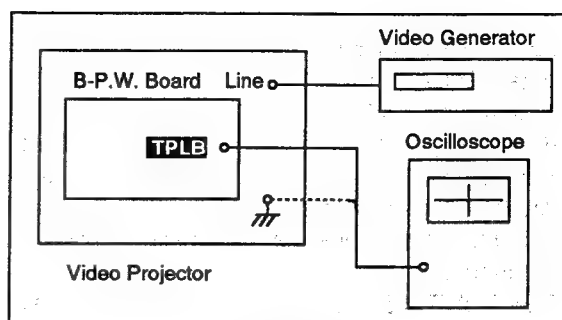 Video Generator
B-P.W. Board Line
TPLB
Oscilloscope
Video Projector